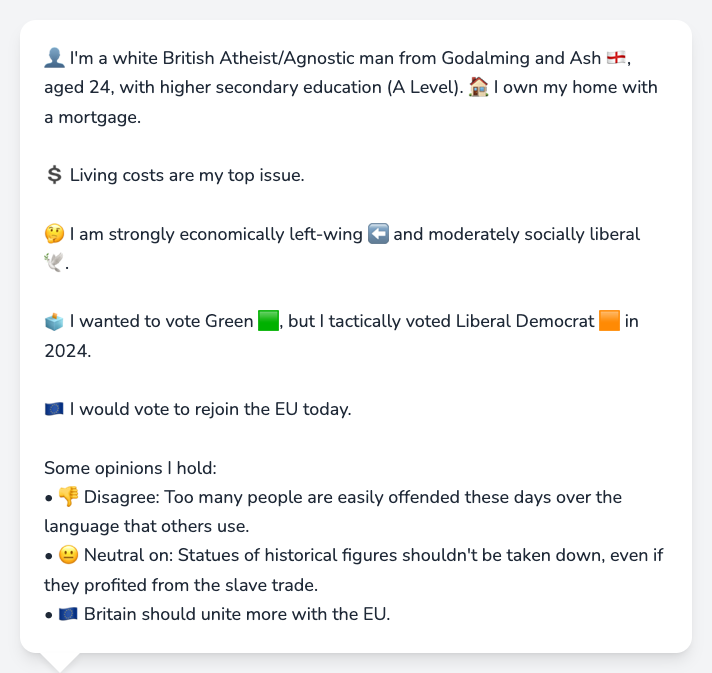 👤 I'm a white British Atheist/Agnostic man from Godalming and Ash 🏴󠁧󠁢󠁥󠁮󠁧󠁿,
aged 24, with higher secondary education (A Level). 🏠 I own my home with
a mortgage.
💲 Living costs are my top issue.
🤔 I am strongly economically left-wing ⬅️ and moderately socially liberal
🕊️.
🗳️ I wanted to vote Green 🟩, but I tactically voted Liberal Democrat 🟧 in
2024.
🇪🇺 I would vote to rejoin the EU today.
Some opinions I hold:
• 👎 Disagree: Too many people are easily offended these days over the
language that others use.
• 😐 Neutral on: Statues of historical figures shouldn't be taken down, even if
they profited from the slave trade.
• 🇪🇺 Britain should unite more with the EU.